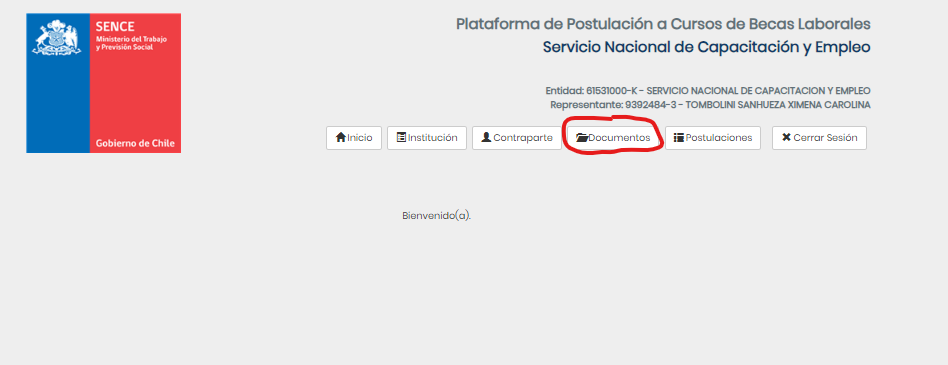 SENCE
Ministerio del Trabajo
y Previsión Social
Gobierno de Chile
Plataforma de Postulación a Cursos de Becas Laborales
Servicio Nacional de Capacitación y Empleo
Entidad: 61531000-K - SERVICIO NACIONAL DE CAPACITACION Y EMPLEO
Representante: 9392484-3 - TOMBOLINI SANHUEZA XIMENA CAROLINA
Inicio Institución Contraparte Documentos Postulaciones Cerrar Sesión
Bienvenido(a).